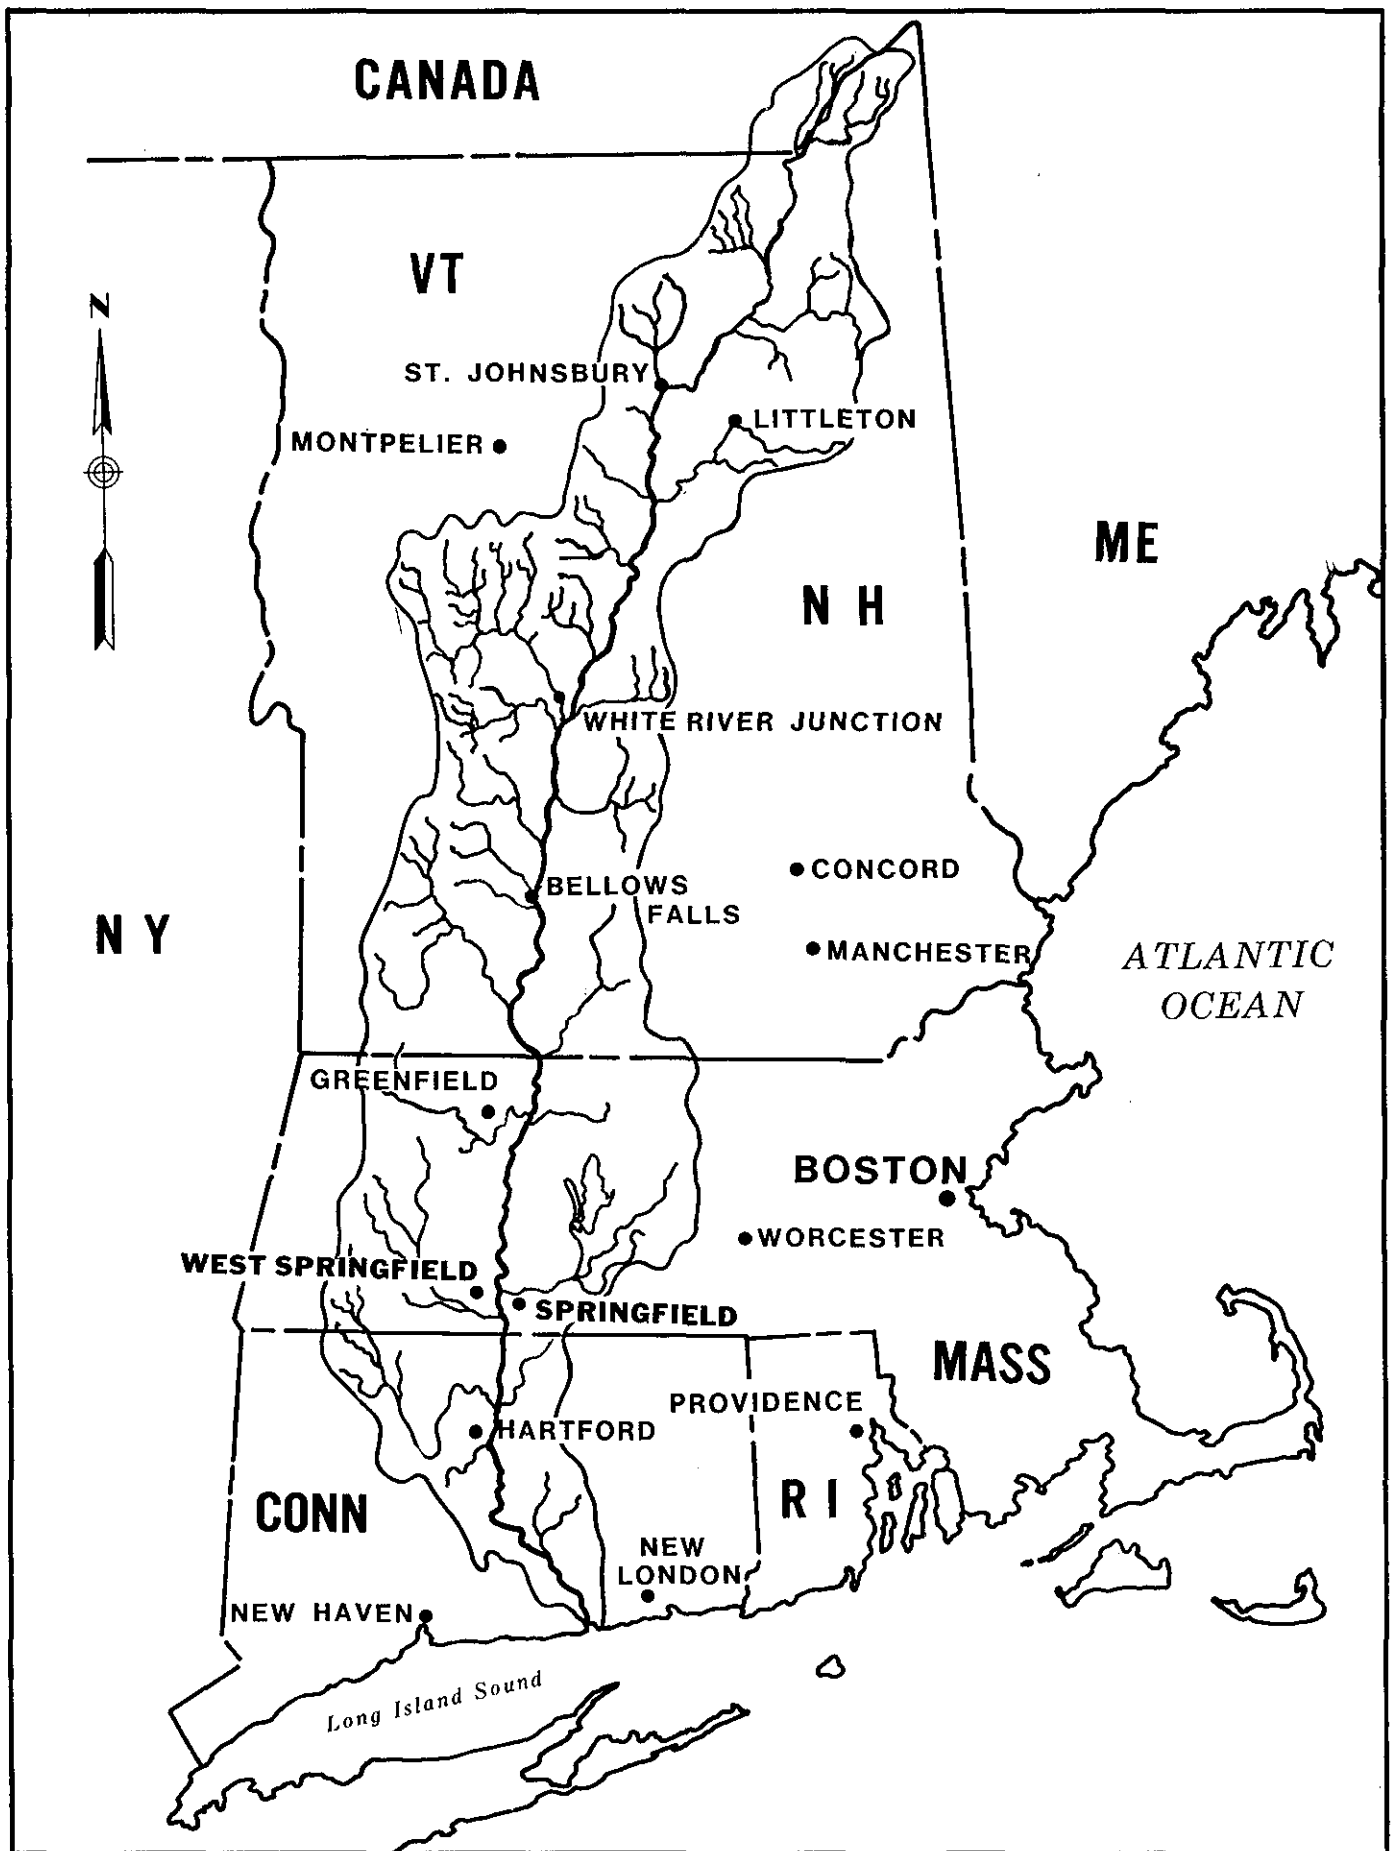 CANADA
VT
N
ST. JOHNSBURY
LITTLETON
MONTPELIER
ME
N H
WHITE RIVER JUNCTION
CONCORD
BELLOWS
FALLS
N Y
MANCHESTER
ATLANTIC
OCEAN
GREENFIELD
BOSTON
WORCESTER
WEST SPRINGFIELD
SPRINGFIELD
MASS
PROVIDENCE
HARTFORD
R I
CONN
NEW
LONDON
NEW HAVEN
Long Island Sound